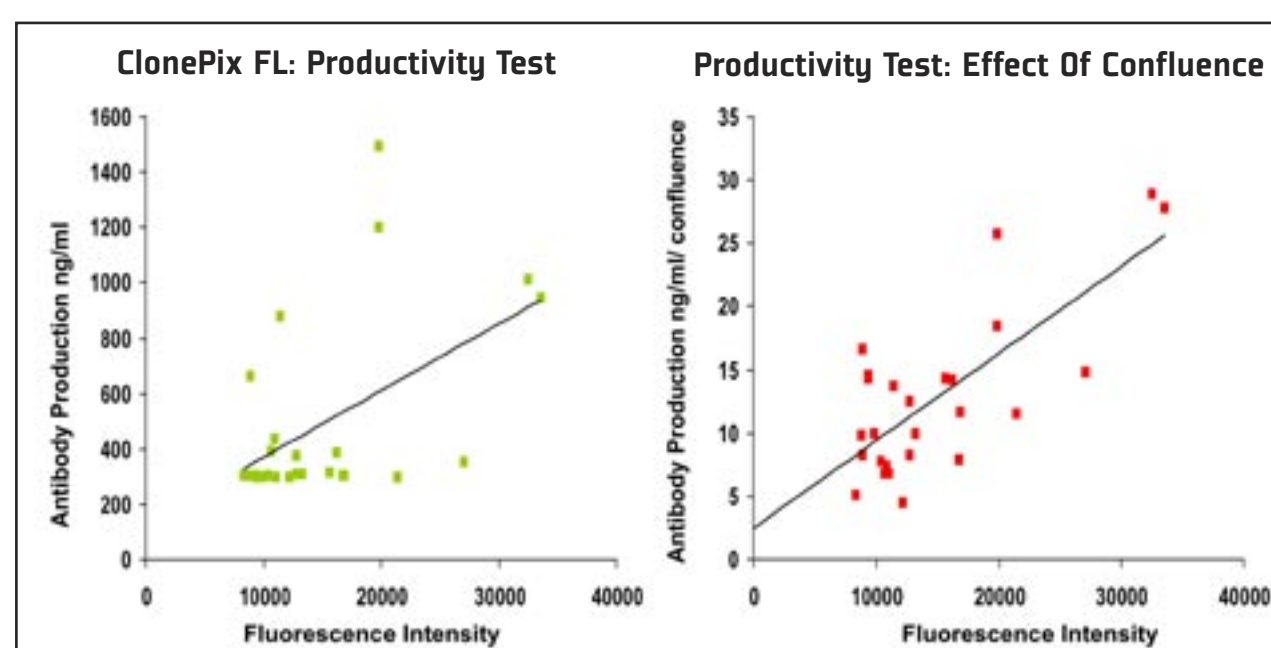 ClonePix FL: Productivity Test
Antibody Production ng/ml
1600
1400
1200
1000
800
600
400
200
0
0 10000 20000 30000 40000
Fluorescence Intensity
Productivity Test: Effect Of Confluence
Antibody Production ng/ml/ confluence
35
30
25
20
15
10
5
0
0 10000 20000 30000 40000
Fluorescence Intensity